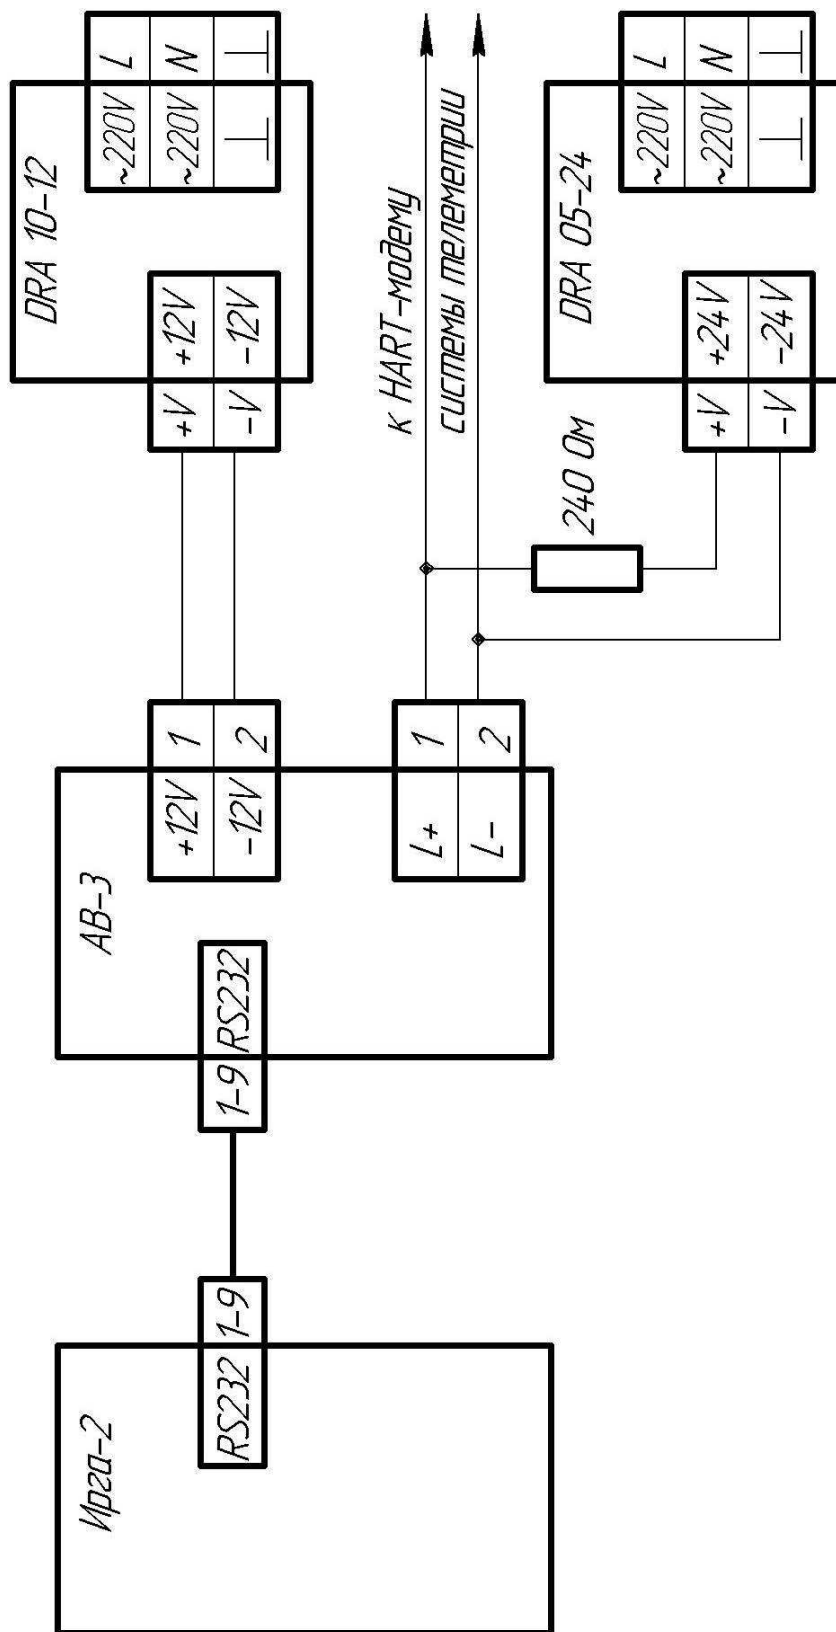 Ирга-2
RS232 1-9
1-9 RS232
АВ-3
+12V 1
-12V 2
L+ 1
L- 2
+V +12V
-V -12V
DRA 10-12
~220V L
~220V N
к HART-модему
системы телеметрии
240 Ом
+V +24V
-V -24V
DRA 05-24
~220V L
~220V N